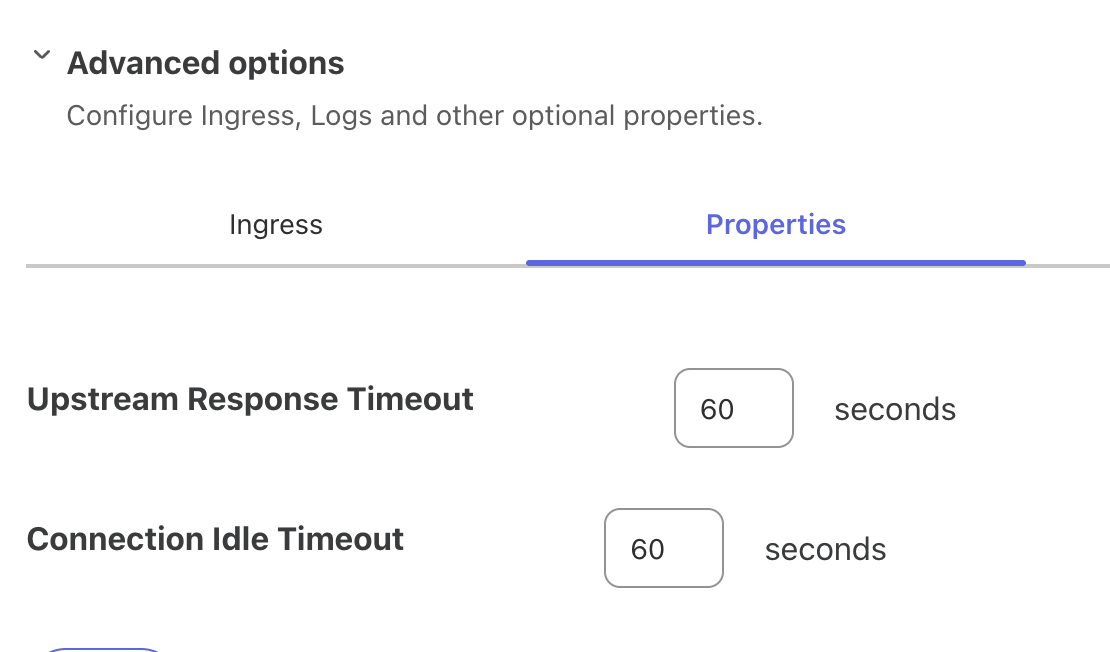 Advanced options
Configure Ingress, Logs and other optional properties.
Ingress Properties
Upstream Response Timeout 60 seconds
Connection Idle Timeout 60 seconds